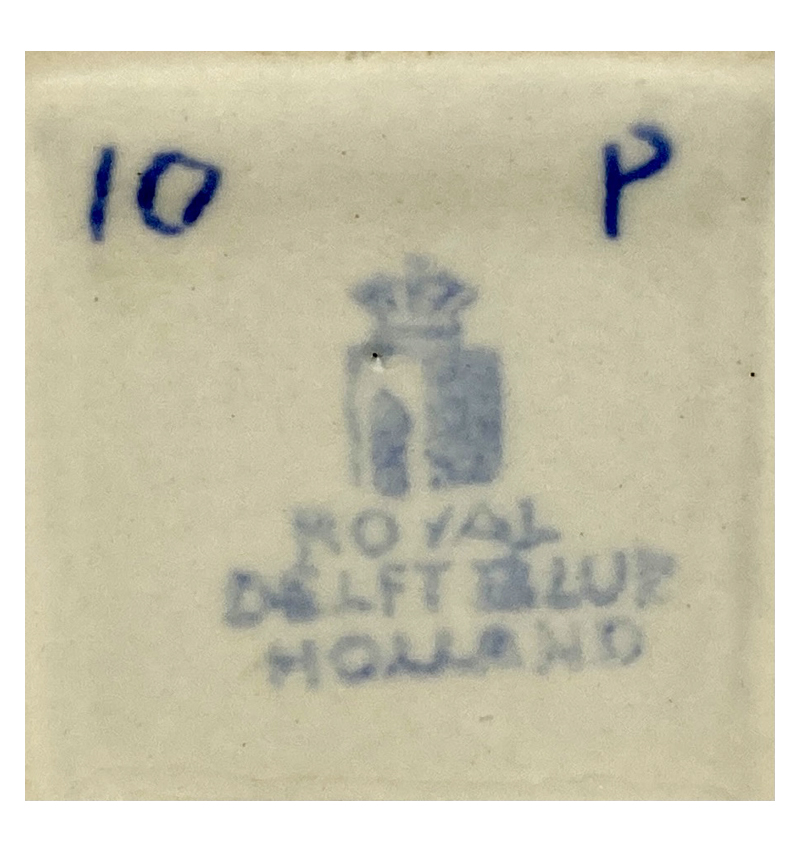 10 P
ROYAL
DELFT BLUE
HOLLAND